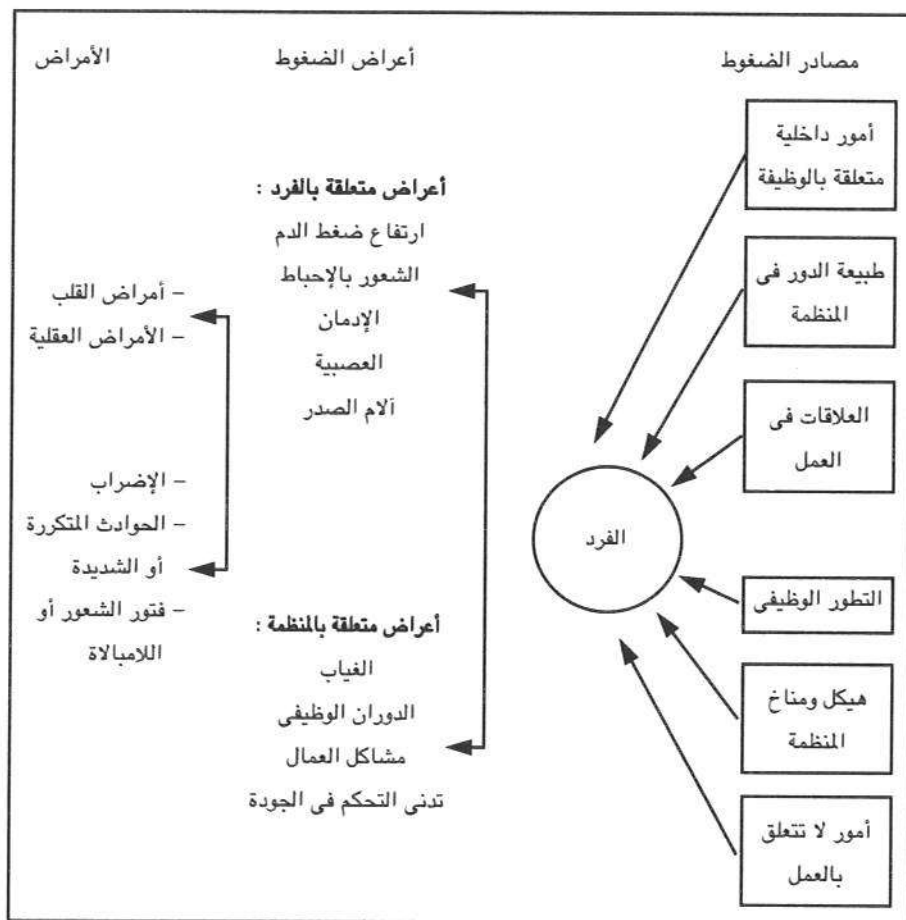 مصادر الضغوط
أعراض الضغوط
الأمراض
أمور داخلية
متعلقة بالوظيفة
طبيعة الدور فى
المنظمة
العلاقات فى
العمل
التطور الوظيفى
هيكل ومناخ
المنظمة
أمور لا تتعلق
بالعمل
الفرد
أعراض متعلقة بالفرد :
ارتفاع ضغط الدم
الشعور بالإحباط
الإدمان
العصبية
آلام الصدر
أعراض متعلقة بالمنظمة :
الغياب
الدوران الوظيفى
مشاكل العمال
تدنى التحكم فى الجودة
– أمراض القلب
– الأمراض العقلية
– الإضراب
– الحوادث المتكررة
أو الشديدة
– فتور الشعور أو
اللامبالاة